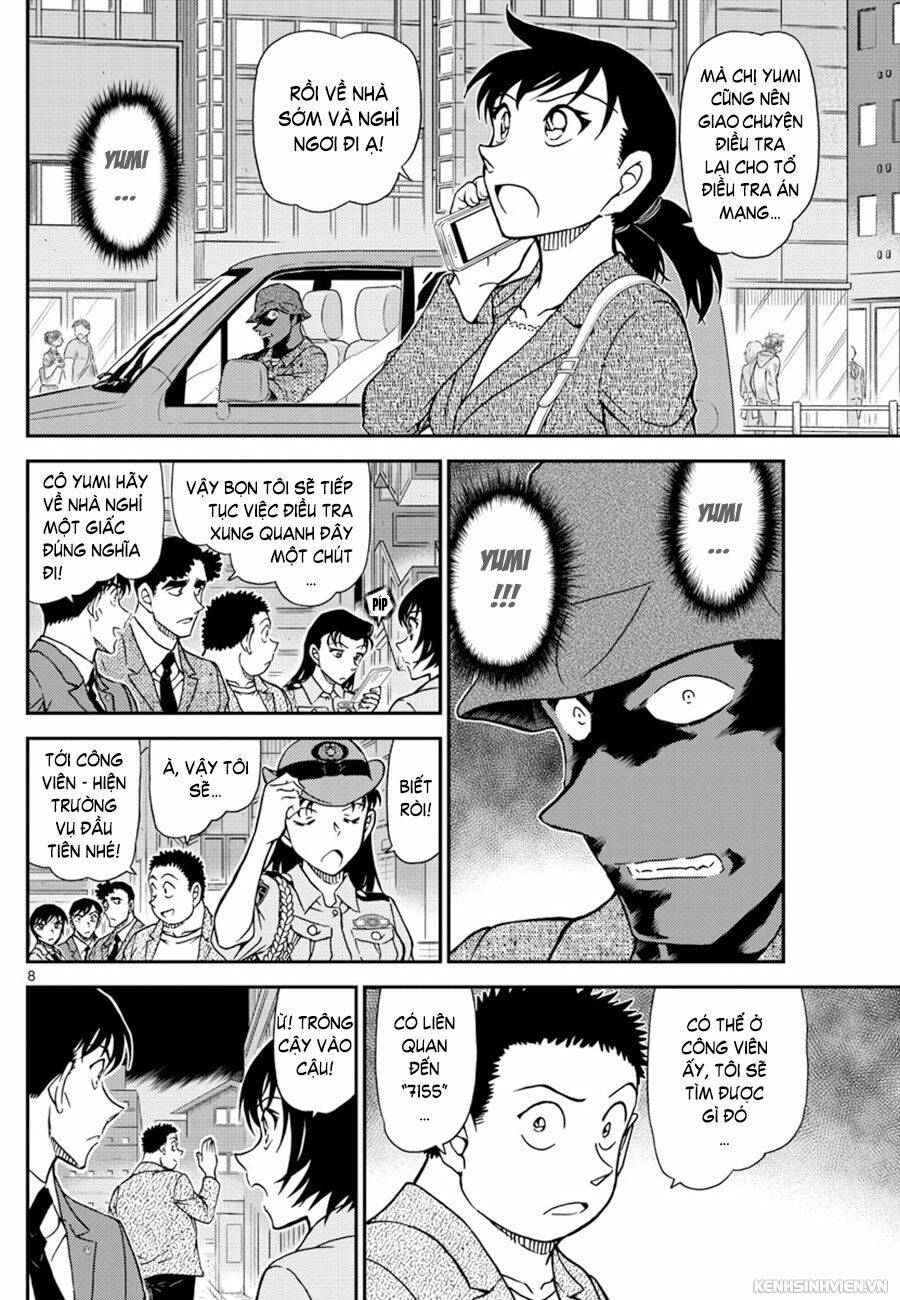 MÀ CHỊ YUMI
CŨNG NÊN
GIAO CHUYỆN
ĐIỀU TRA
LẠI CHO TỔ
ĐIỀU TRA ÁN
MẠNG...
RỒI VỀ NHÀ
SỚM VÀ NGHỈ
NGƠI ĐI Ạ!
YUMI
...
YUMI
...
YUMI
!!!
VẬY BỌN TÔI SẼ TIẾP
TỤC VIỆC ĐIỀU TRA
XUNG QUANH ĐÂY
MỘT CHÚT
...
CÔ YUMI HÃY
VỀ NHÀ NGHỈ
MỘT GIẤC
ĐÚNG NGHĨA
ĐI!
PÍP
BIẾT
RÒI!
À, VẬY TÔI
SẼ...
TỚI CÔNG
VIÊN - HIỆN
TRƯỜNG
VỤ ĐẦU
TIÊN NHÉ!
8
CÓ THỂ Ở
CÔNG VIÊN
ẤY, TÔI SẼ
TÌM ĐƯỢC
GÌ ĐÓ
...
CÓ LIÊN
QUAN
ĐẾN
"7155"
...
Ừ! TRÔNG
CẬY VÀO
CẬU!
KENHSINHVIEN.VN